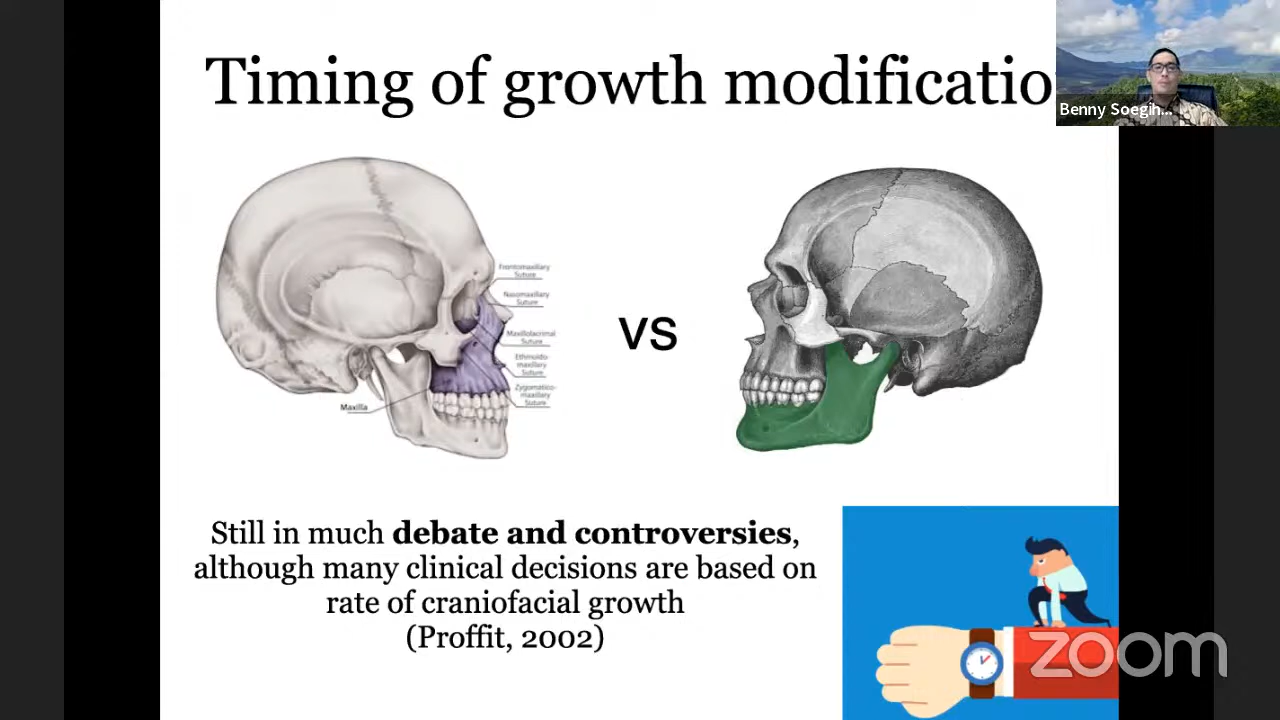 Timing of growth modificatio
Benny Soegih...
Frontomaxillary
Suture
Nasomaxillary
Suture
Maxillolacrimal
Suture
Ethmoido-
maxillary
Suture
Zygomatico-
maxillary
Suture
Maxilla
vs
Still in much debate and controversies,
although many clinical decisions are based on
rate of craniofacial growth
(Proffit, 2002)
zoom